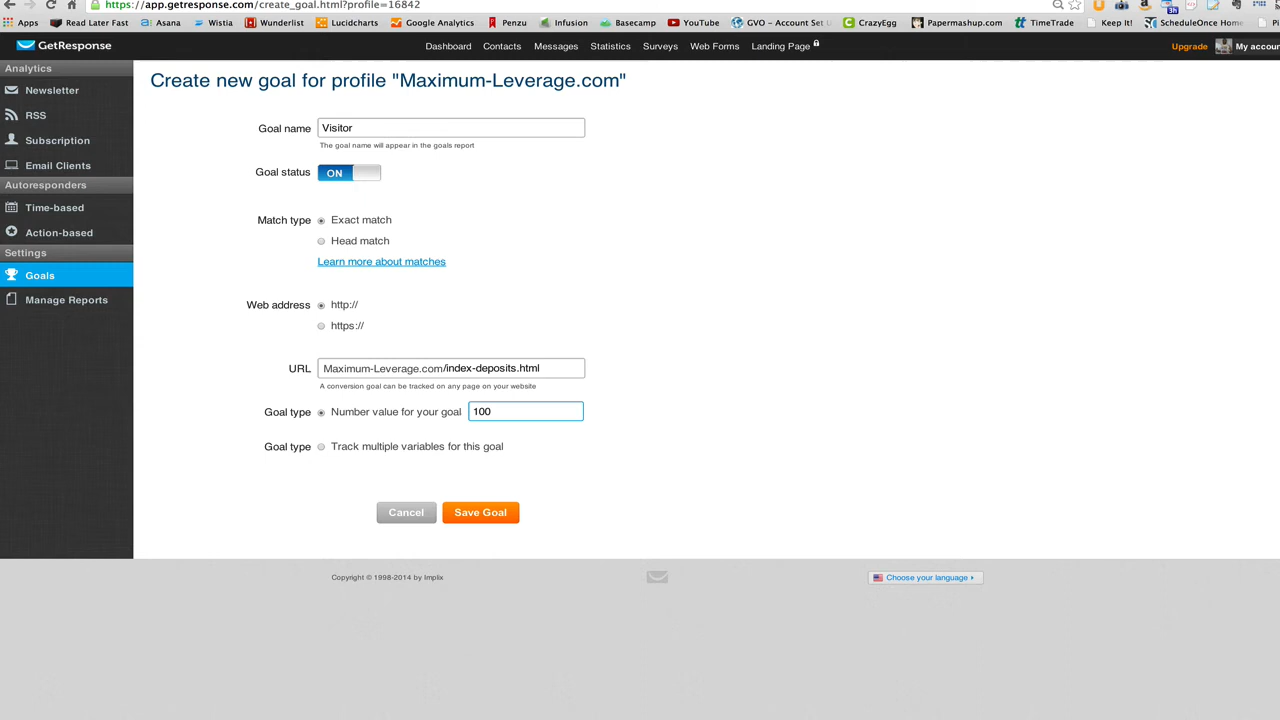 https://app.getresponse.com/create_goal.html?profile=16842
Apps Read Later Fast Asana Wistia Wunderlist Lucidcharts Google Analytics Penzu Infusion Basecamp YouTube GVO - Account Set U CrazyEgg Papermashup.com TimeTrade Keep It! ScheduleOnce Home
GetResponse Dashboard Contacts Messages Statistics Surveys Web Forms Landing Page Upgrade My accoun
Analytics
Newsletter
RSS
Subscription
Email Clients
Autoresponders
Time-based
Action-based
Settings
Goals
Manage Reports
Create new goal for profile "Maximum-Leverage.com"
Goal name Visitor
The goal name will appear in the goals report
Goal status ON
Match type Exact match
Head match
Learn more about matches
Web address http://
https://
URL Maximum-Leverage.com/index-deposits.html
A conversion goal can be tracked on any page on your website
Goal type Number value for your goal 100
Goal type Track multiple variables for this goal
Cancel Save Goal
Copyright © 1998-2014 by Implix Choose your language